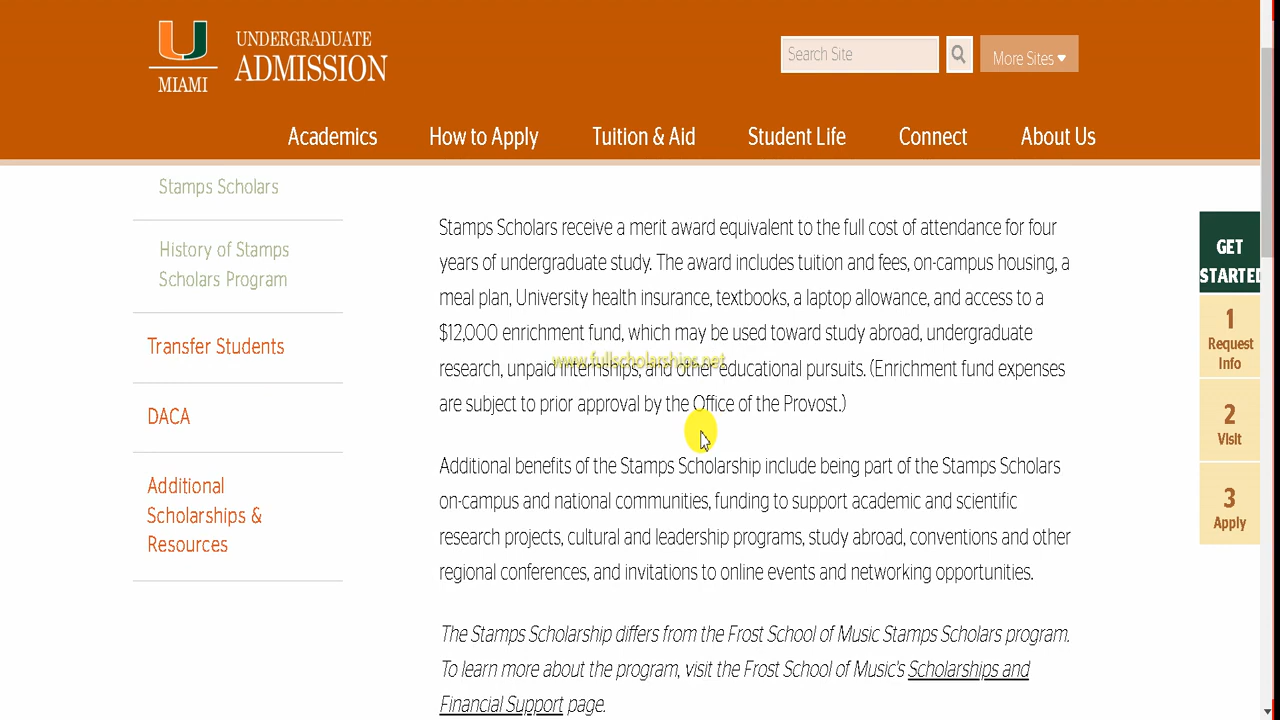 UNDERGRADUATE
ADMISSION
MIAMI
Search Site
More Sites
Academics
How to Apply
Tuition & Aid
Student Life
Connect
About Us
Stamps Scholars
History of Stamps
Scholars Program
Transfer Students
DACA
Additional
Scholarships &
Resources
Stamps Scholars receive a merit award equivalent to the full cost of attendance for four
years of undergraduate study. The award includes tuition and fees, on-campus housing, a
meal plan, University health insurance, textbooks, a laptop allowance, and access to a
$12,000 enrichment fund, which may be used toward study abroad, undergraduate
www.fullscholarships.net
research, unpaid internships, and other educational pursuits. (Enrichment fund expenses
are subject to prior approval by the Office of the Provost.)
Additional benefits of the Stamps Scholarship include being part of the Stamps Scholars
on-campus and national communities, funding to support academic and scientific
research projects, cultural and leadership programs, study abroad, conventions and other
regional conferences, and invitations to online events and networking opportunities.
The Stamps Scholarship differs from the Frost School of Music Stamps Scholars program.
To learn more about the program, visit the Frost School of Music's Scholarships and
Financial Support page.
GET
STARTED
1
Request
Info
2
Visit
3
Apply